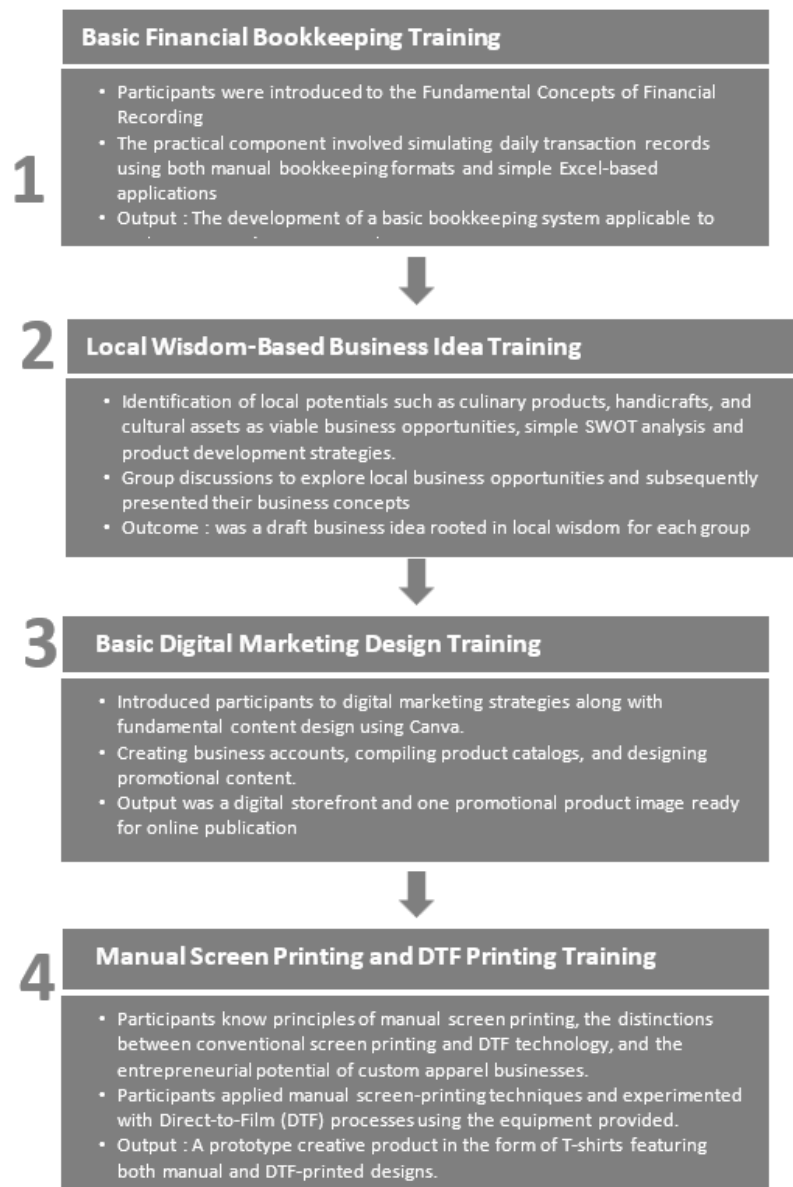 Basic Financial Bookkeeping Training
1
• Participants were introduced to the Fundamental Concepts of Financial
Recording
• The practical component involved simulating daily transaction records
using both manual bookkeeping formats and simple Excel-based
applications
• Output : The development of a basic bookkeeping system applicable to
2
Local Wisdom-Based Business Idea Training
• Identification of local potentials such as culinary products, handicrafts, and
cultural assets as viable business opportunities, simple SWOT analysis and
product development strategies.
• Group discussions to explore local business opportunities and subsequently
presented their business concepts
• Outcome : was a draft business idea rooted in local wisdom for each group
3
Basic Digital Marketing Design Training
• Introduced participants to digital marketing strategies along with
fundamental content design using Canva.
• Creating business accounts, compiling product catalogs, and designing
promotional content.
• Output was a digital storefront and one promotional product image ready
for online publication
4
Manual Screen Printing and DTF Printing Training
• Participants know principles of manual screen printing, the distinctions
between conventional screen printing and DTF technology, and the
entrepreneurial potential of custom apparel businesses.
• Participants applied manual screen-printing techniques and experimented
with Direct-to-Film (DTF) processes using the equipment provided.
• Output : A prototype creative product in the form of T-shirts featuring
both manual and DTF-printed designs.